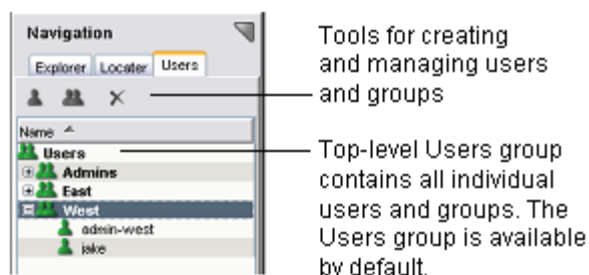 Navigation
Explorer Locater Users
Name
Users
Admins
East
West
admin-west
jake
Tools for creating
and managing users
and groups
Top-level Users group
contains all individual
users and groups. The
Users group is available
by default.